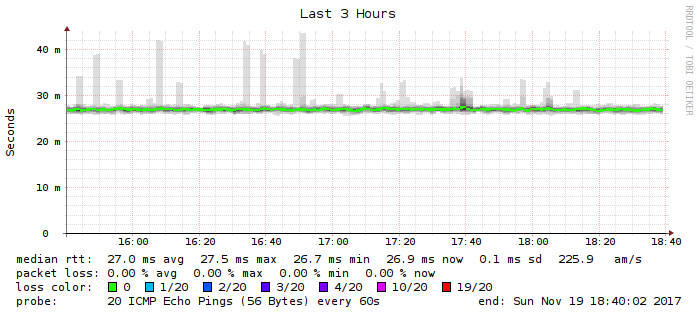 Last 3 Hours
RRDTOOL / TOBI OETIKER
Seconds
40 m
30 m
20 m
10 m
0
16:00 16:20 16:40 17:00 17:20 17:40 18:00 18:20 18:40
median rtt: 27.0 ms avg 27.5 ms max 26.7 ms min 26.9 ms now 0.1 ms sd 225.9 am/s
packet loss: 0.00 % avg 0.00 % max 0.00 % min 0.00 % now
loss color: 0 1/20 2/20 3/20 4/20 10/20 19/20
probe: 20 ICMP Echo Pings (56 Bytes) every 60s end: Sun Nov 19 18:40:02 2017